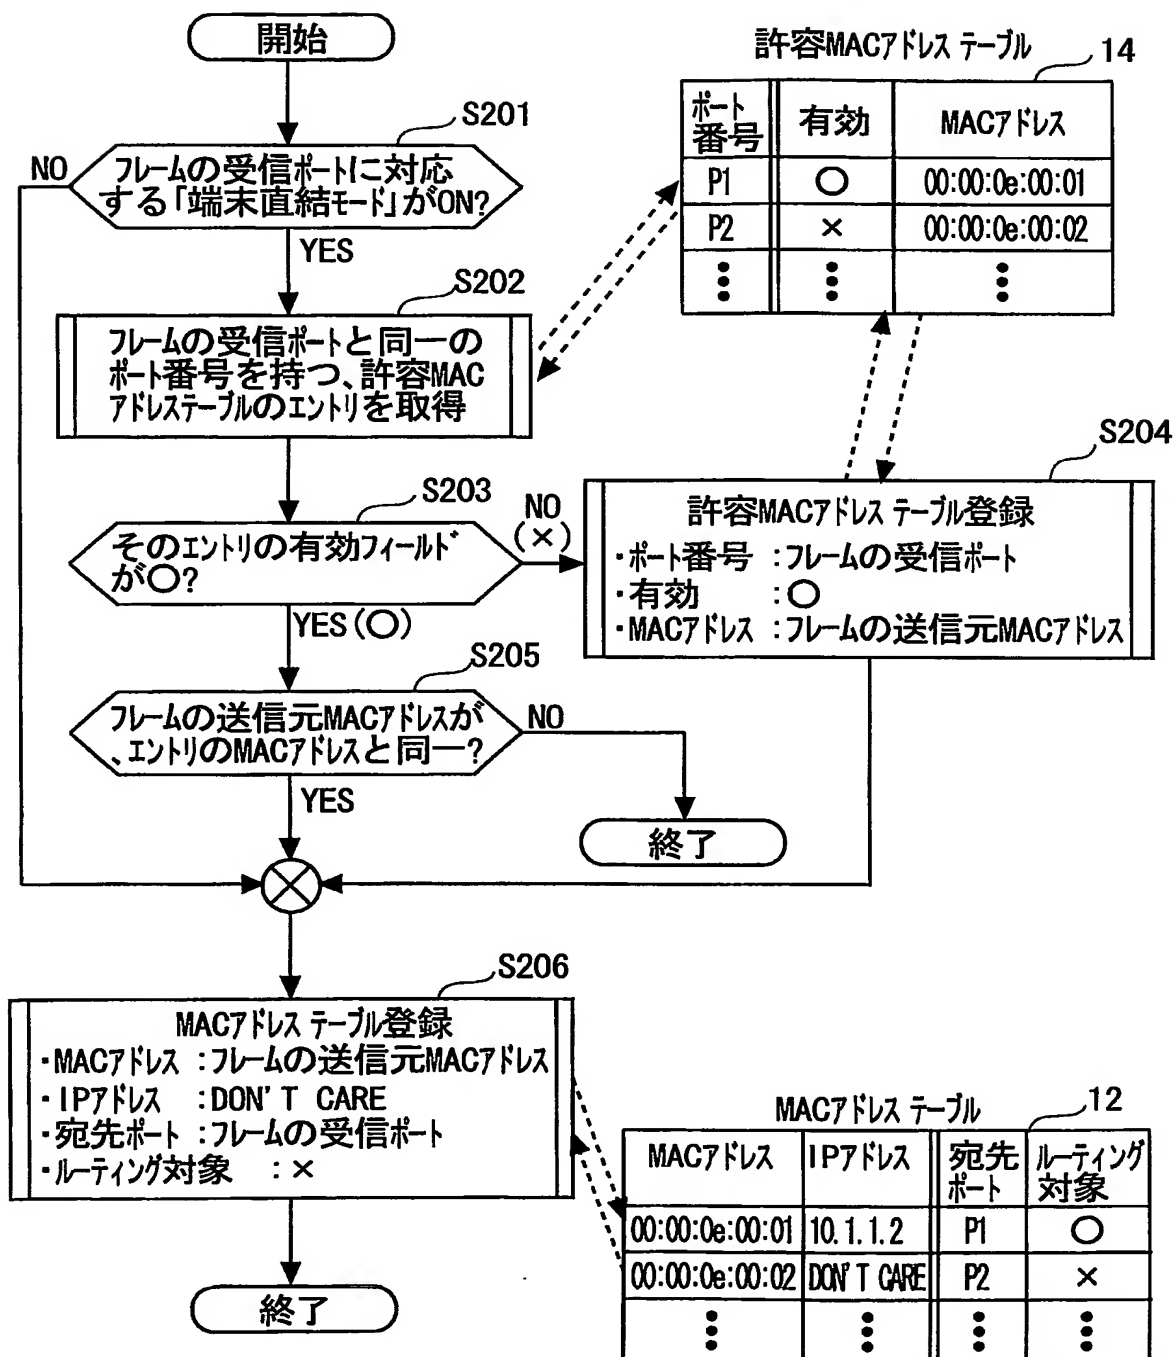 開始
S201
フレームの受信ポートに対応
する「端末直結モード」がON?
NO
YES
S202
フレームの受信ポートと同一の
ポート番号を持つ、許容MAC
アドレステーブルのエントリを取得
S203
そのエントリの有効フィールド
が○?
NO
(×)
YES(○)
S205
フレームの送信元MACアドレスが
、エントリのMACアドレスと同一?
NO
YES
終了
許容MACアドレス テーブル
14
ポート番号 有効 MACアドレス
P1 ○ 00:00:0e:00:01
P2 × 00:00:0e:00:02
S204
許容MACアドレス テーブル登録
・ポート番号 :フレームの受信ポート
・有効 :○
・MACアドレス :フレームの送信元MACアドレス
S206
MACアドレス テーブル登録
・MACアドレス :フレームの送信元MACアドレス
・IPアドレス :DON'T CARE
・宛先ポート :フレームの受信ポート
・ルーティング対象 :×
終了
MACアドレス テーブル
12
MACアドレス IPアドレス 宛先ポート ルーティング対象
00:00:0e:00:01 10.1.1.2 P1 ○
00:00:0e:00:02 DON'T CARE P2 ×